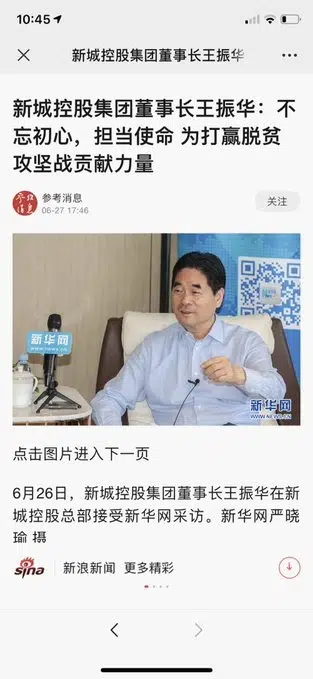 10:45
新城控股集团董事长王振华
新城控股集团董事长王振华：不
忘初心，担当使命 为打赢脱贫
攻坚战贡献力量
参考消息
06-27 17:46
关注
新华网
WWW.NEWS.CN
新华网
WWW.NEWS.CN
点击图片进入下一页
6月26日，新城控股集团董事长王振华在新
城控股总部接受新华网采访。新华网严晓
瑜 摄
sina
新浪新闻 更多精彩